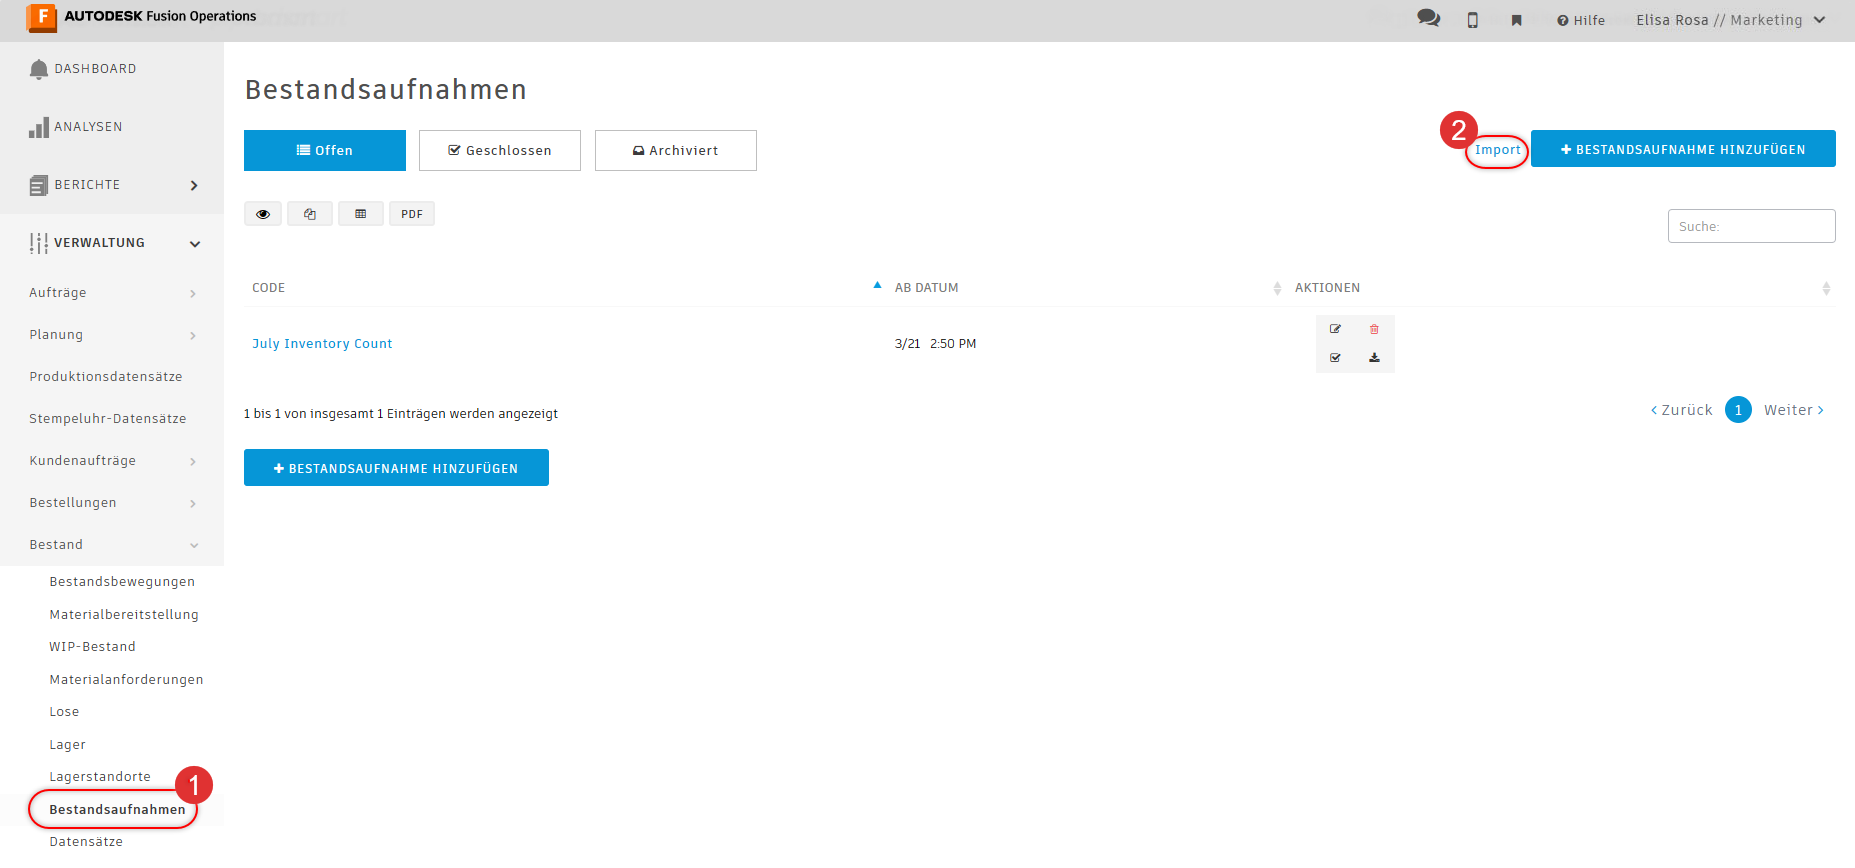 AUTODESK Fusion Operations
Hilfe
Elisa Rosa // Marketing
DASHBOARD
ANALYSEN
BERICHTE
VERWALTUNG
Aufträge
Planung
Produktionsdatensätze
Stempeluhr-Datensätze
Kundenaufträge
Bestellungen
Bestand
Bestandsbewegungen
Materialbereitstellung
WIP-Bestand
Materialanforderungen
Lose
Lager
Lagerstandorte
1
Bestandsaufnahmen
Datensätze
Bestandsaufnahmen
Offen
Geschlossen
Archiviert
2
Import
+ BESTANDSAUFNAHME HINZUFÜGEN
PDF
Suche:
CODE
AB DATUM
AKTIONEN
July Inventory Count
3/21 2:50 PM
1 bis 1 von insgesamt 1 Einträgen werden angezeigt
< Zurück
1
Weiter >
+ BESTANDSAUFNAHME HINZUFÜGEN